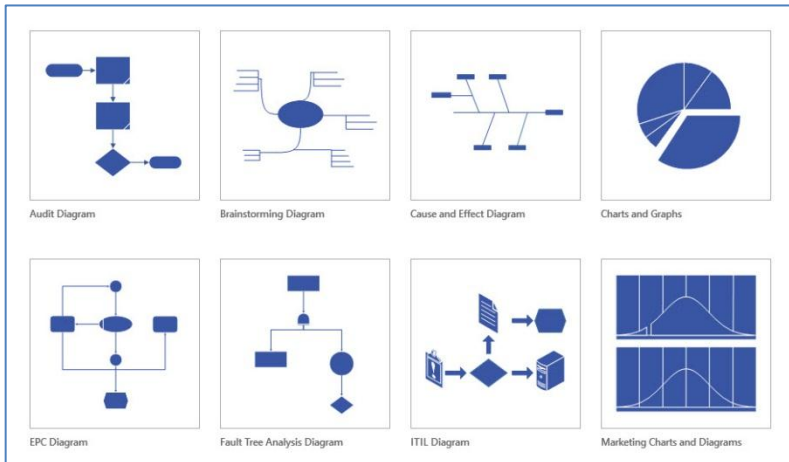 Audit Diagram
Brainstorming Diagram
Cause and Effect Diagram
Charts and Graphs
EPC Diagram
Fault Tree Analysis Diagram
ITIL Diagram
Marketing Charts and Diagrams